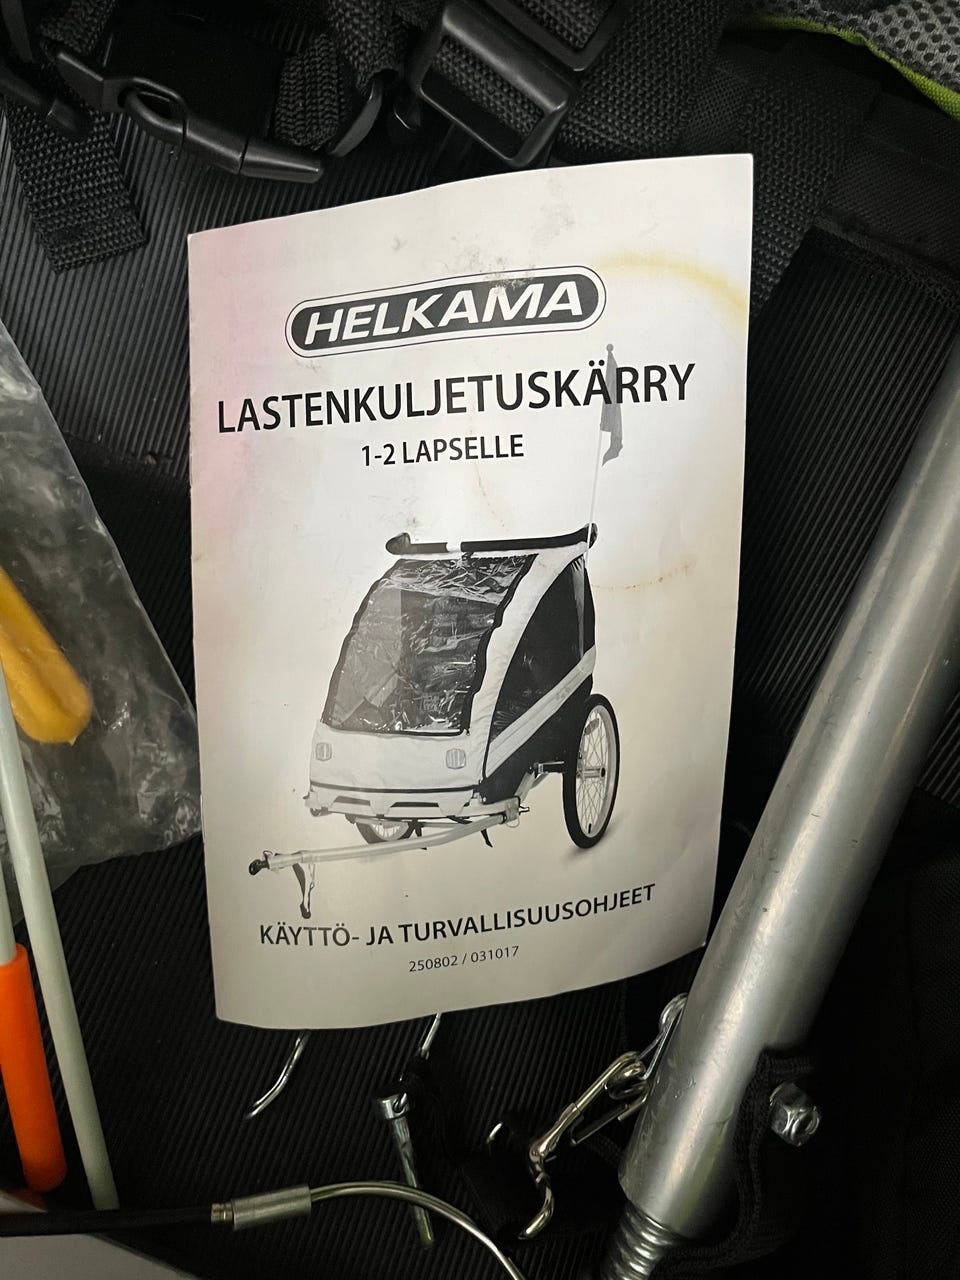 HELKAMA
LASTENKULJETUSKÄRRY
1-2 LAPSELLE
KÄYTTÖ- JA TURVALLISUUSOHJEET
250802 / 031017